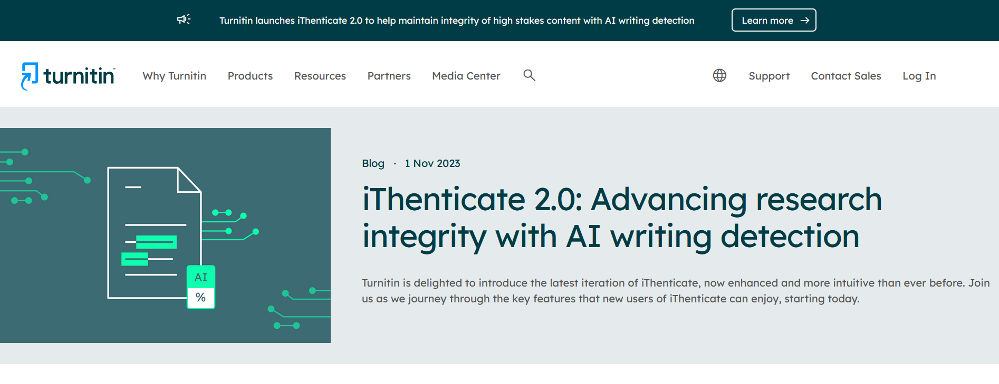 Turnitin launches iThenticate 2.0 to help maintain integrity of high stakes content with AI writing detection
Learn more
turnitin™
Why Turnitin
Products
Resources
Partners
Media Center
Support
Contact Sales
Log In
AI
%
Blog · 1 Nov 2023
iThenticate 2.0: Advancing research
integrity with AI writing detection
Turnitin is delighted to introduce the latest iteration of iThenticate, now enhanced and more intuitive than ever before. Join
us as we journey through the key features that new users of iThenticate can enjoy, starting today.